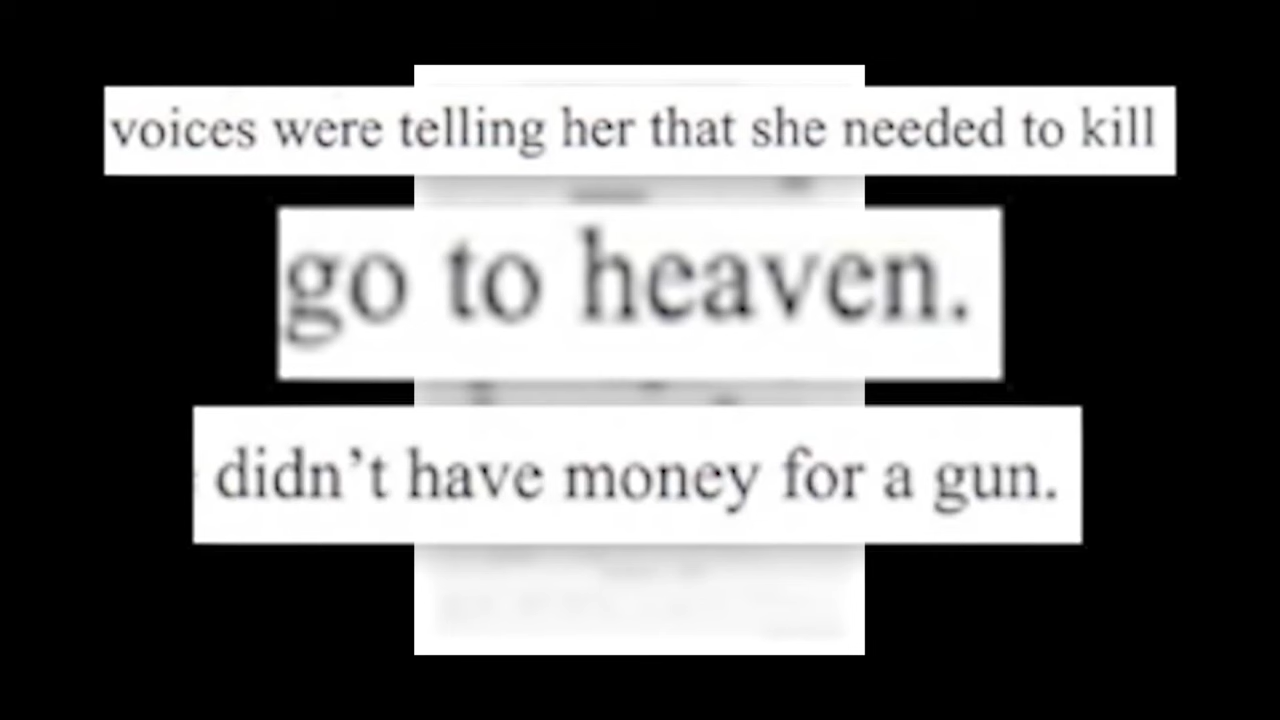 voices were telling her that she needed to kill
go to heaven.
didn’t have money for a gun.